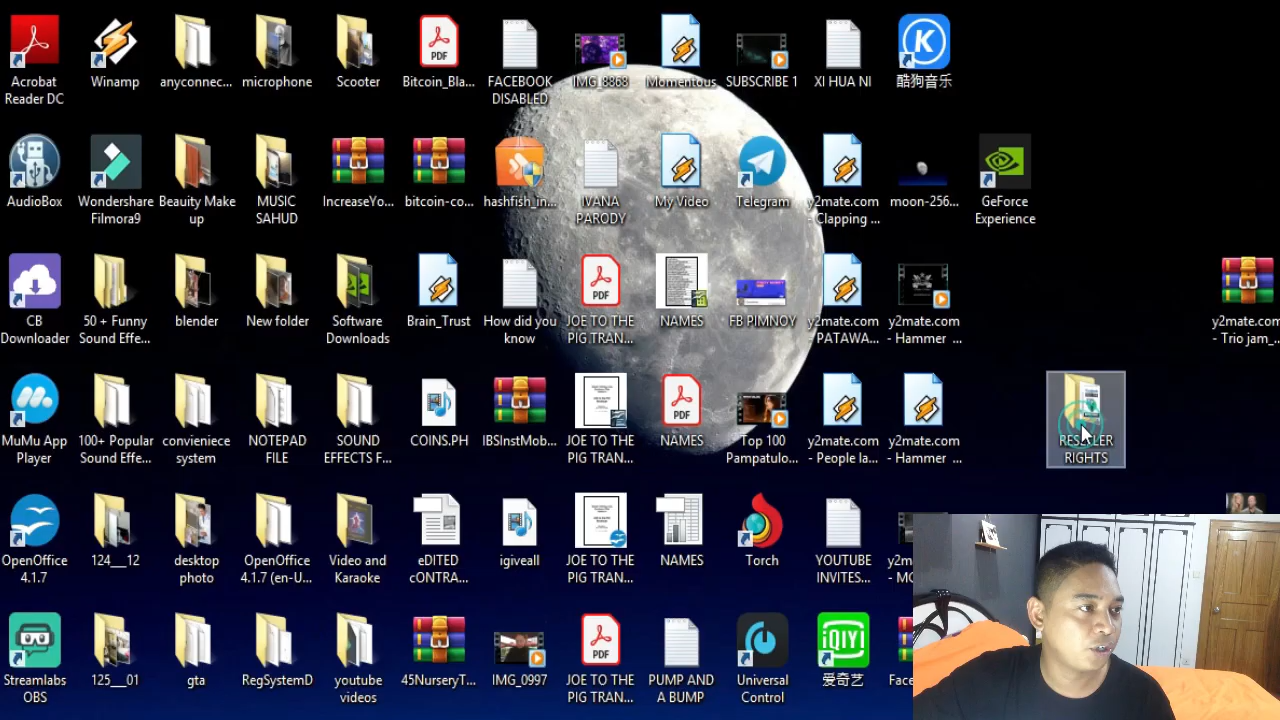 Acrobat
Reader DC
Winamp
anyconnec...
microphone
Scooter
PDF
Bitcoin_Bla...
FACEBOOK
DISABLED
IMG_8868
Momentous
SUBSCRIBE 1
XI HUA NI
K
酷狗音乐
AudioBox
Wondershare
Filmora9
Beauity Make
up
MUSIC
SAHUD
IncreaseYo...
bitcoin-co...
hashfish_in...
IVANA
PARODY
My Video
Telegram
y2mate.com
- Clapping ...
moon-256...
GeForce
Experience
CB
Downloader
50 + Funny
Sound Effe...
blender
New folder
Software
Downloads
Brain_Trust
How did you
know
PDF
JOE TO THE
PIG TRAN...
NAMES
FB PIMNOY
y2mate.com
- PATAWA...
y2mate.com
- Hammer ...
y2mate.com
- Trio jam_...
MuMu App
Player
100+ Popular
Sound Effe...
convieniece
system
NOTEPAD
FILE
SOUND
EFFECTS F...
COINS.PH
IBSInstMob...
JOE TO THE
PIG TRAN...
PDF
NAMES
Top 100
Pampatulo...
y2mate.com
- People la...
y2mate.com
- Hammer ...
RESELLER
RIGHTS
OpenOffice
4.1.7
124__12
desktop
photo
OpenOffice
4.1.7 (en-U...
Video and
Karaoke
eDITED
cONTRA...
igiveall
JOE TO THE
PIG TRAN...
NAMES
Torch
YOUTUBE
INVITES...
Streamlabs
OBS
125__01
gta
RegSystemD
youtube
videos
45NurseryT...
IMG_0997
PDF
JOE TO THE
PIG TRAN...
PUMP AND
A BUMP
Universal
Control
iQIYI
爱奇艺